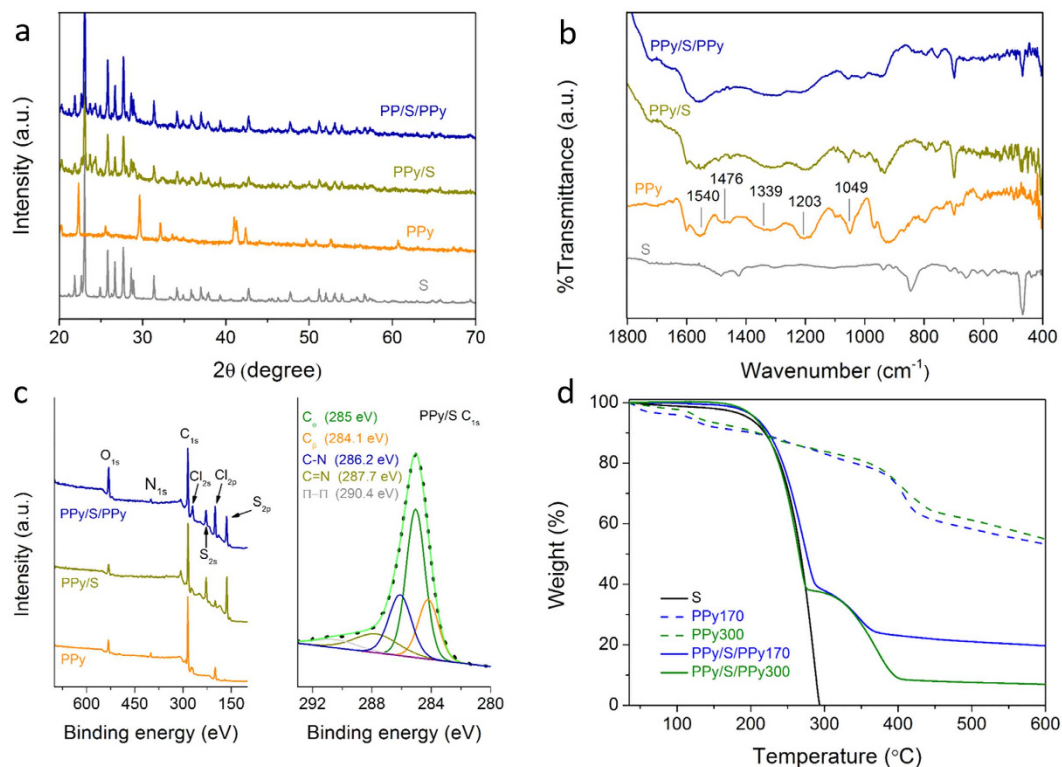 a
Intensity (a.u.)
PP/S/PPy
PPy/S
PPy
S
20 30 40 50 60 70
2θ (degree)
b
%Transmittance (a.u.)
PPy/S/PPy
PPy/S
PPy
1540
1476
1339
1203
1049
S
1800 1600 1400 1200 1000 800 600 400
Wavenumber (cm-1)
c
Intensity (a.u.)
O1s
N1s
C1s
Cl2s
Cl2p
S2p
S2s
PPy/S/PPy
PPy/S
PPy
600 450 300 150
Binding energy (eV)
Cα (285 eV)
Cβ (284.1 eV)
C-N (286.2 eV)
C=N (287.7 eV)
Π–Π (290.4 eV)
PPy/S C1s
292 288 284 280
Binding energy (eV)
d
Weight (%)
100
80
60
40
20
0
S
PPy170
PPy300
PPy/S/PPy170
PPy/S/PPy300
100 200 300 400 500 600
Temperature (°C)